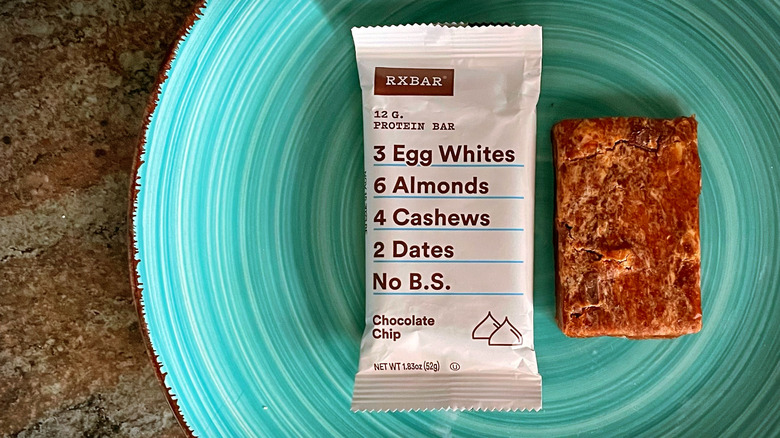 RXBAR®
12 G.
PROTEIN BAR
3 Egg Whites
6 Almonds
4 Cashews
2 Dates
No B.S.
Chocolate
Chip
NET WT 1.83oz (52g) U